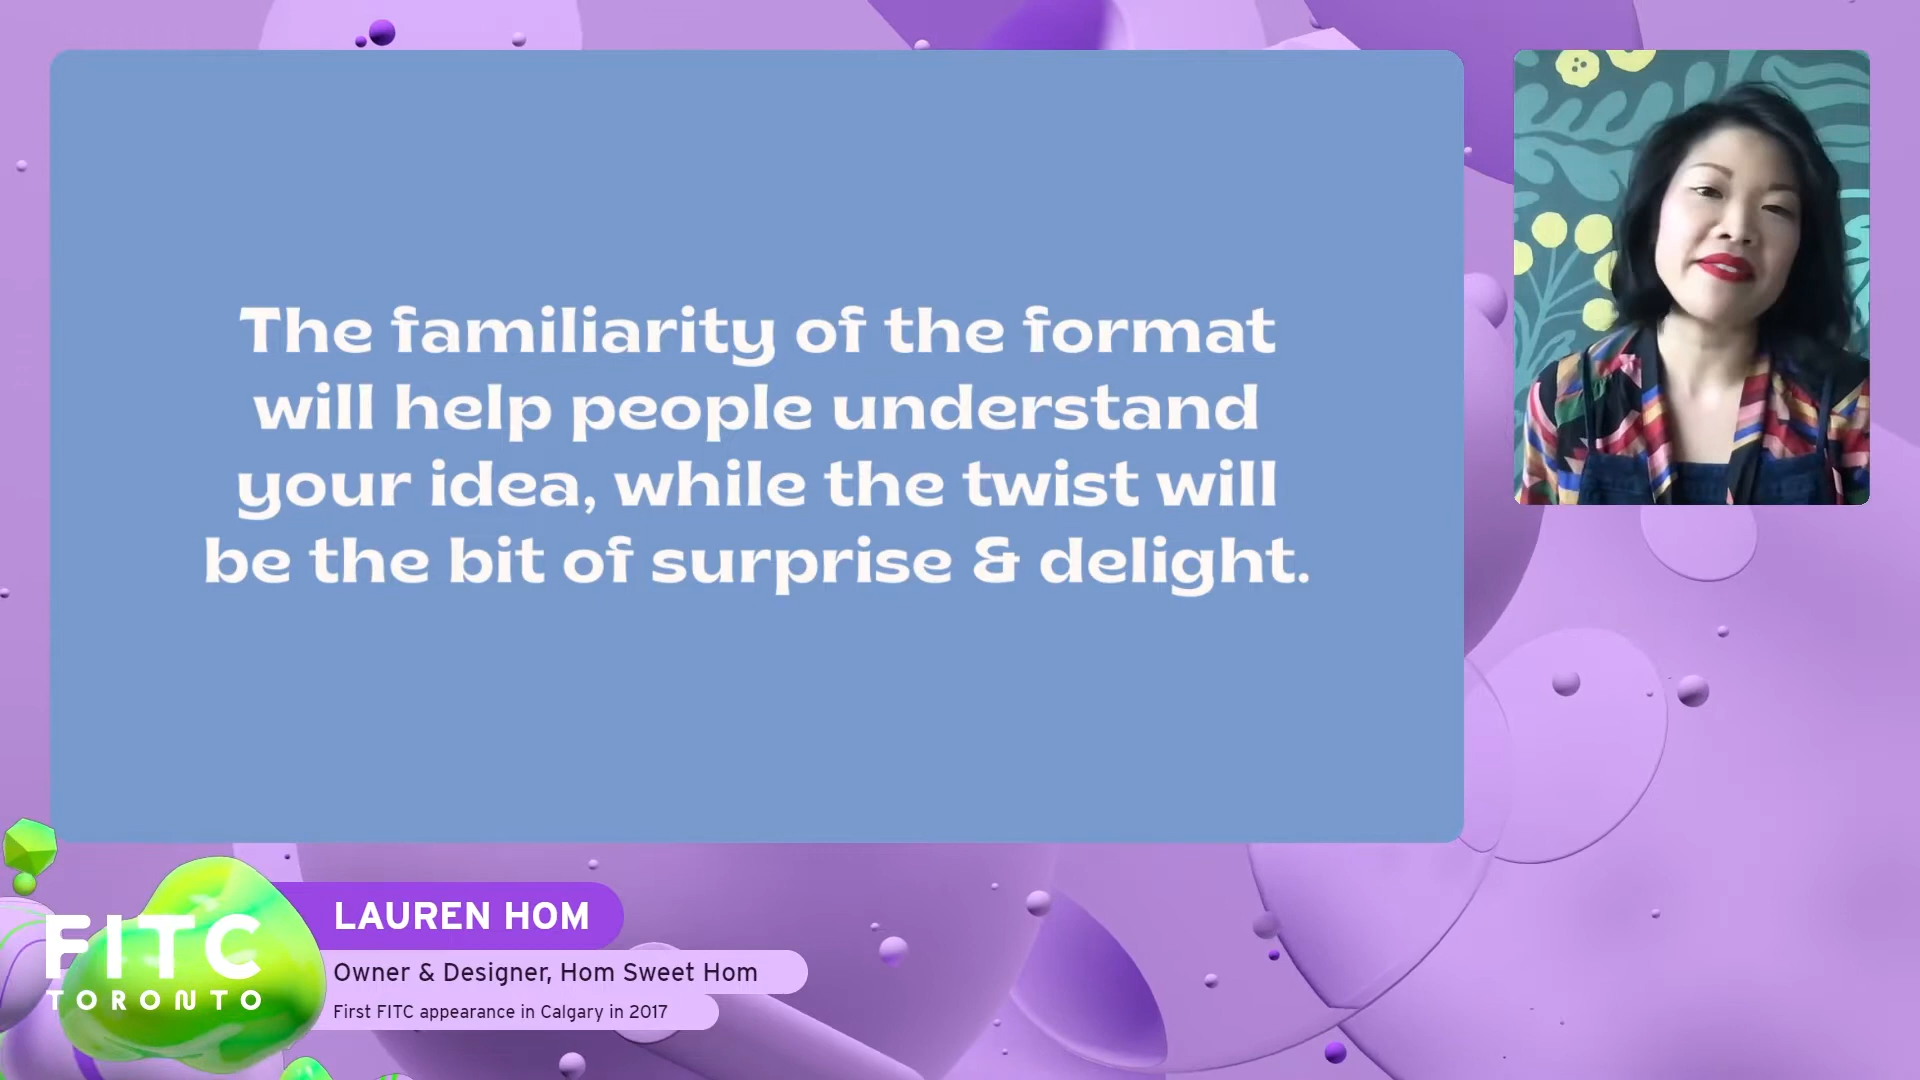 The familiarity of the format
will help people understand
your idea, while the twist will
be the bit of surprise & delight.
FITC
TORONTO
LAUREN HOM
Owner & Designer, Hom Sweet Hom
First FITC appearance in Calgary in 2017